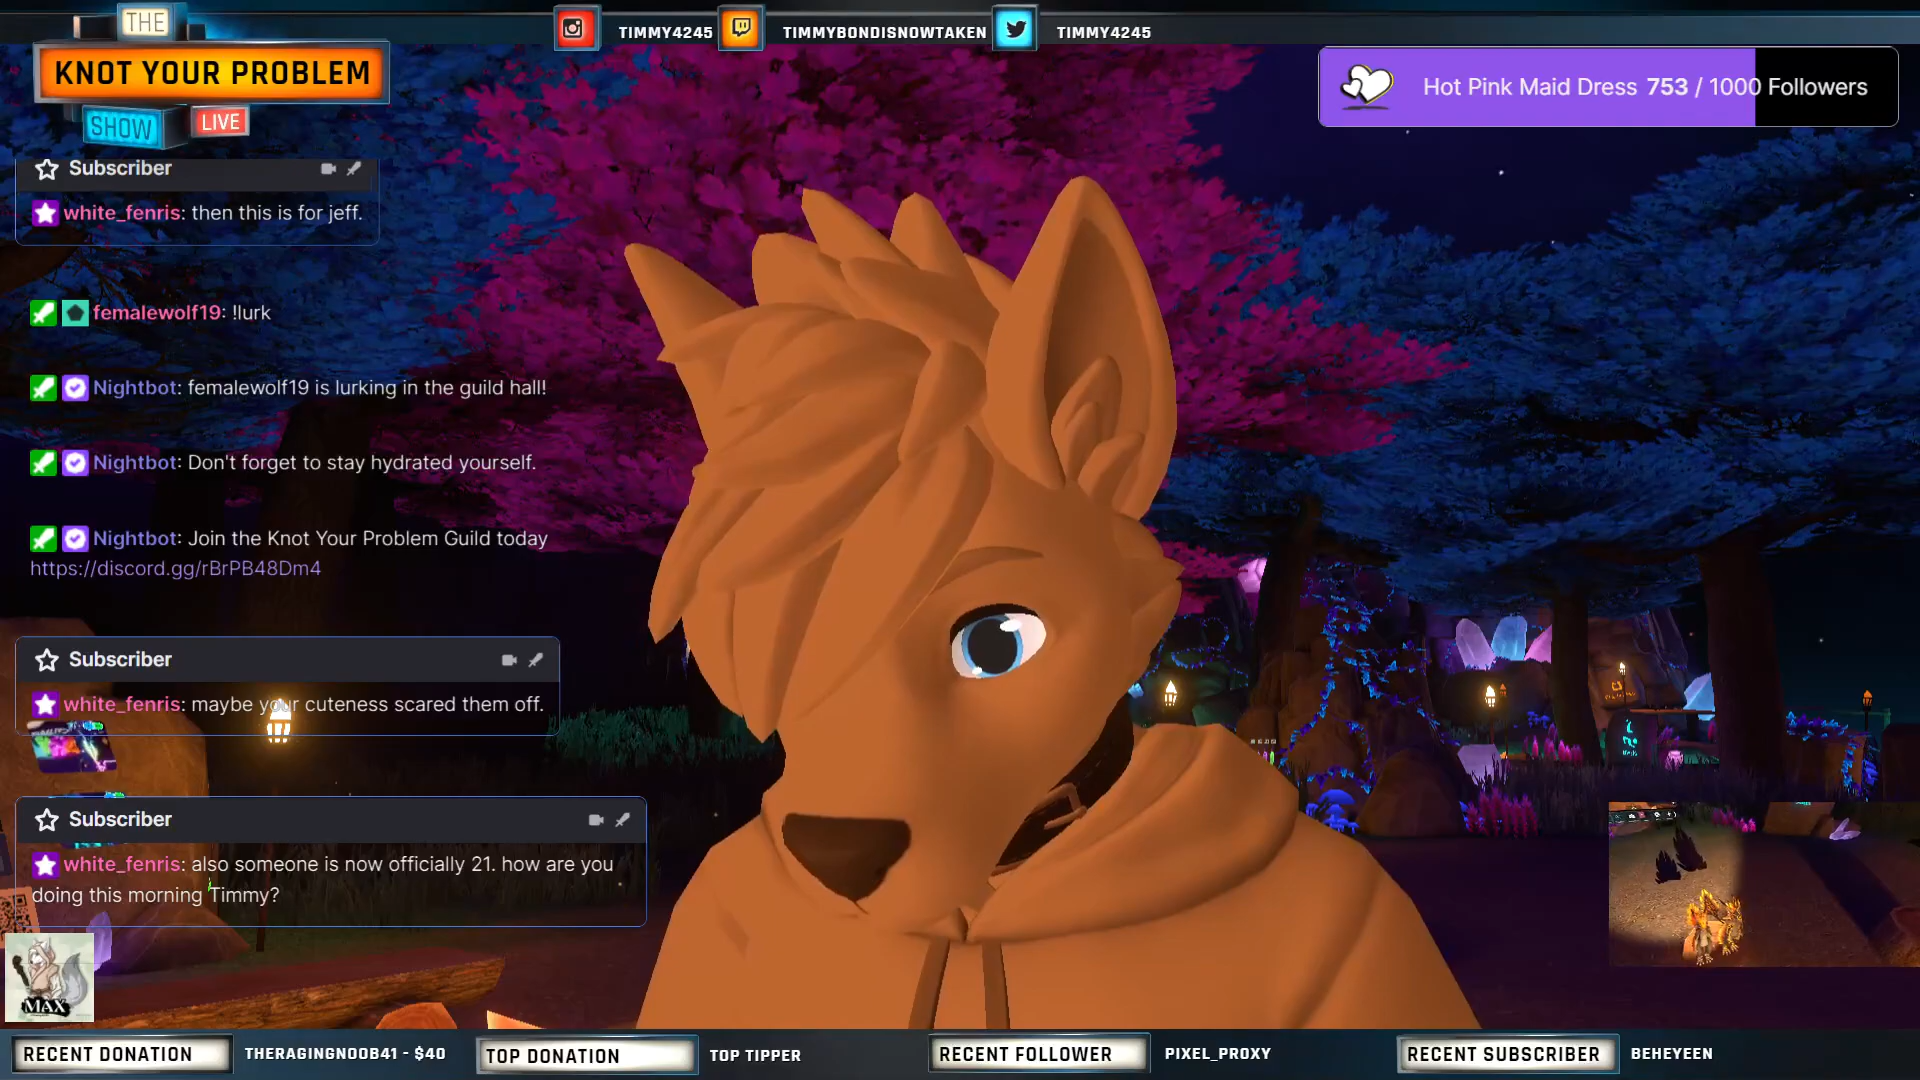 THE
KNOT YOUR PROBLEM
SHOW
LIVE
TIMMY4245
TIMMYBONDISNOWTAKEN
TIMMY4245
Hot Pink Maid Dress 753 / 1000 Followers
Subscriber
white_fenris: then this is for jeff.
femalewolf19: !lurk
Nightbot: femalewolf19 is lurking in the guild hall!
Nightbot: Don't forget to stay hydrated yourself.
Nightbot: Join the Knot Your Problem Guild today
https://discord.gg/rBrPB48Dm4
Subscriber
white_fenris: maybe your cuteness scared them off.
Subscriber
white_fenris: also someone is now officially 21. how are you
doing this morning Timmy?
MAX
RECENT DONATION
THERAGINGNOOB41 - $40
TOP DONATION
TOP TIPPER
RECENT FOLLOWER
PIXEL_PROXY
RECENT SUBSCRIBER
BEHEYEEN